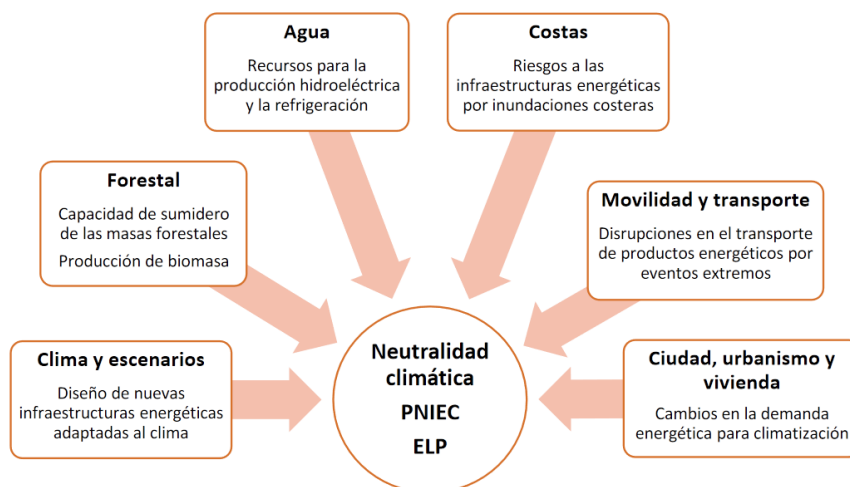 Agua
Recursos para la
producción hidroeléctrica
y la refrigeración
Costas
Riesgos a las
infraestructuras energéticas
por inundaciones costeras
Forestal
Capacidad de sumidero
de las masas forestales
Producción de biomasa
Movilidad y transporte
Disrupciones en el transporte
de productos energéticos por
eventos extremos
Clima y escenarios
Diseño de nuevas
infraestructuras energéticas
adaptadas al clima
Neutralidad
climática
PNIEC
ELP
Ciudad, urbanismo y
vivienda
Cambios en la demanda
energética para climatización